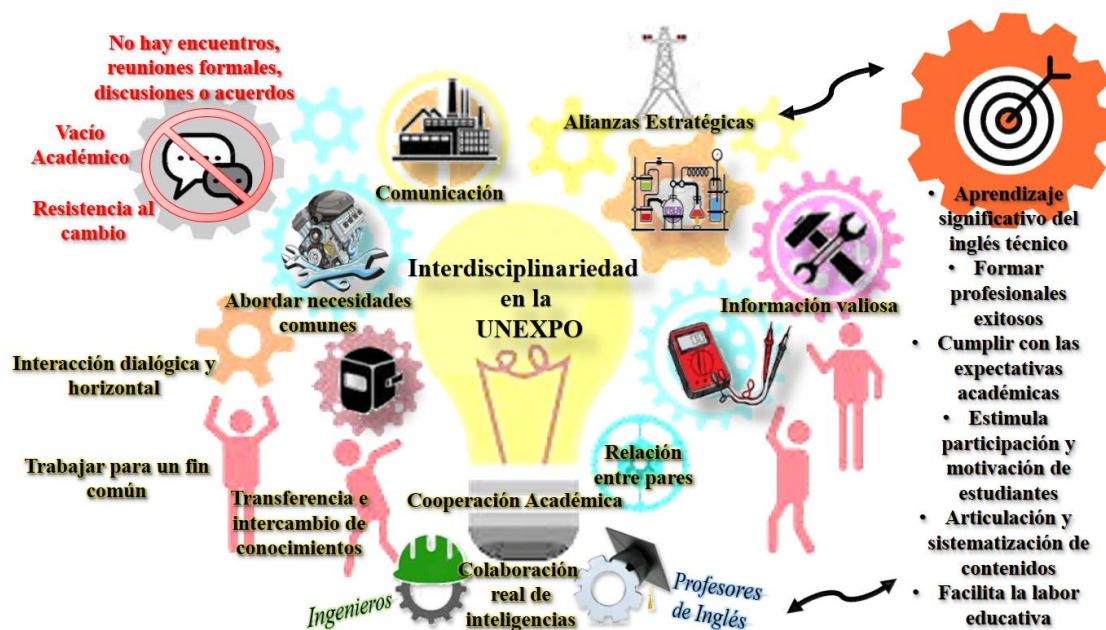 No hay encuentros,
reuniones formales,
discusiones o acuerdos
Vacío
Académico
Resistencia al
cambio
Comunicación
Alianzas Estratégicas
Abordar necesidades
comunes
Interdisciplinariedad
en la
UNEXPO
Información valiosa
Interacción dialógica y
horizontal
Trabajar para un fin
común
Transferencia e
intercambio de
conocimientos
Relación
entre pares
Cooperación Académica
Colaboración
real de
inteligencias
Ingenieros
Profesores
de Inglés
• Aprendizaje
significativo del
inglés técnico
• Formar
profesionales
exitosos
• Cumplir con las
expectativas
académicas
• Estimula
participación y
motivación de
estudiantes
• Articulación y
sistematización de
contenidos
• Facilita la labor
educativa